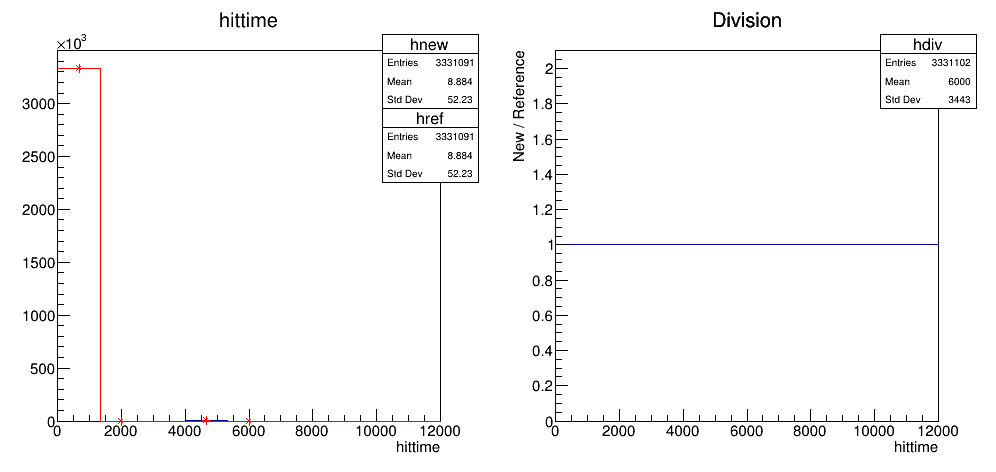 hittime
×10³
3000
2500
2000
1500
1000
500
0
0 2000 4000 6000 8000 10000 12000
hittime
hnew
Entries 3331091
Mean 8.884
Std Dev 52.23
href
Entries 3331091
Mean 8.884
Std Dev 52.23
Division
New / Reference
2
1.8
1.6
1.4
1.2
1
0.8
0.6
0.4
0.2
0
0 2000 4000 6000 8000 10000 12000
hittime
hdiv
Entries 3331102
Mean 6000
Std Dev 3443